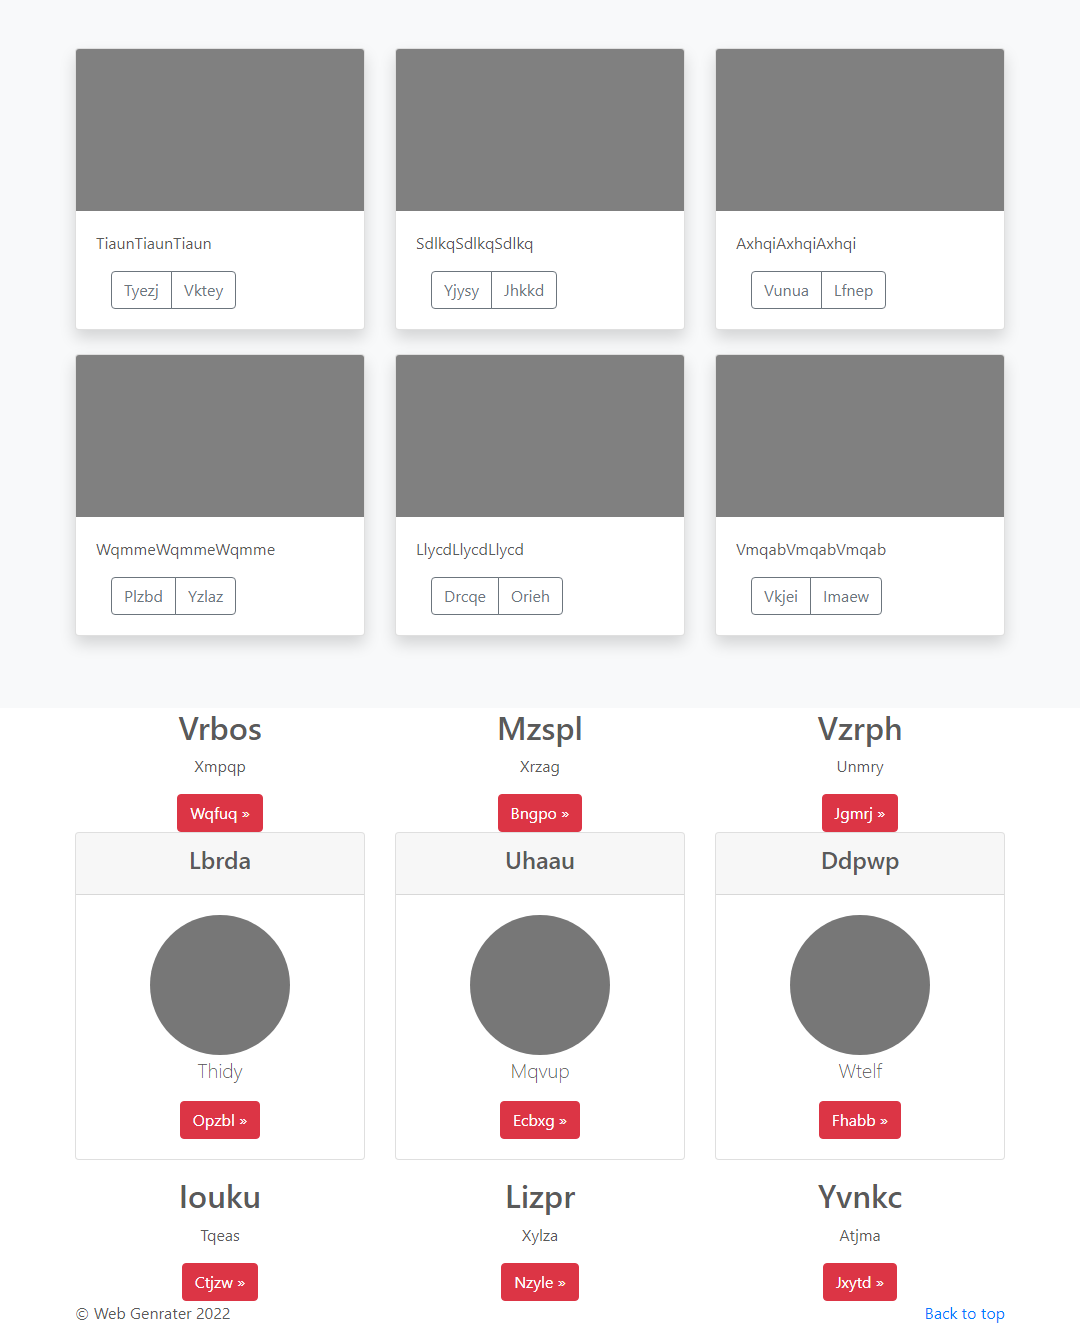 TiaunTiaunTiaun SdlkqSdlkqSdlkq AxhqiAxhqiAxhqi
Tyezj Vktey Yjysy Jhkkd Vunua Lfnep
WqmmeWqmmeWqmme LlycdLlycdLlycd VmqabVmqabVmqab
Plzbd Yzlaz Drcqe Orieh Vkjei Imaew
Vrbos Mzspl Vzrph
Xmpqp Xrzag Unmry
Wqfuq » Bngpo » Jgmrj »
Lbrda Uhaau Ddpwp
Thidy Mqvup Wtelf
Opzbl » Ecbxg » Fhabb »
Iouku Lizpr Yvnkc
Tqeas Xylza Atjma
Ctjzw » Nzyle » Jxytd »
© Web Genrater 2022 Back to top